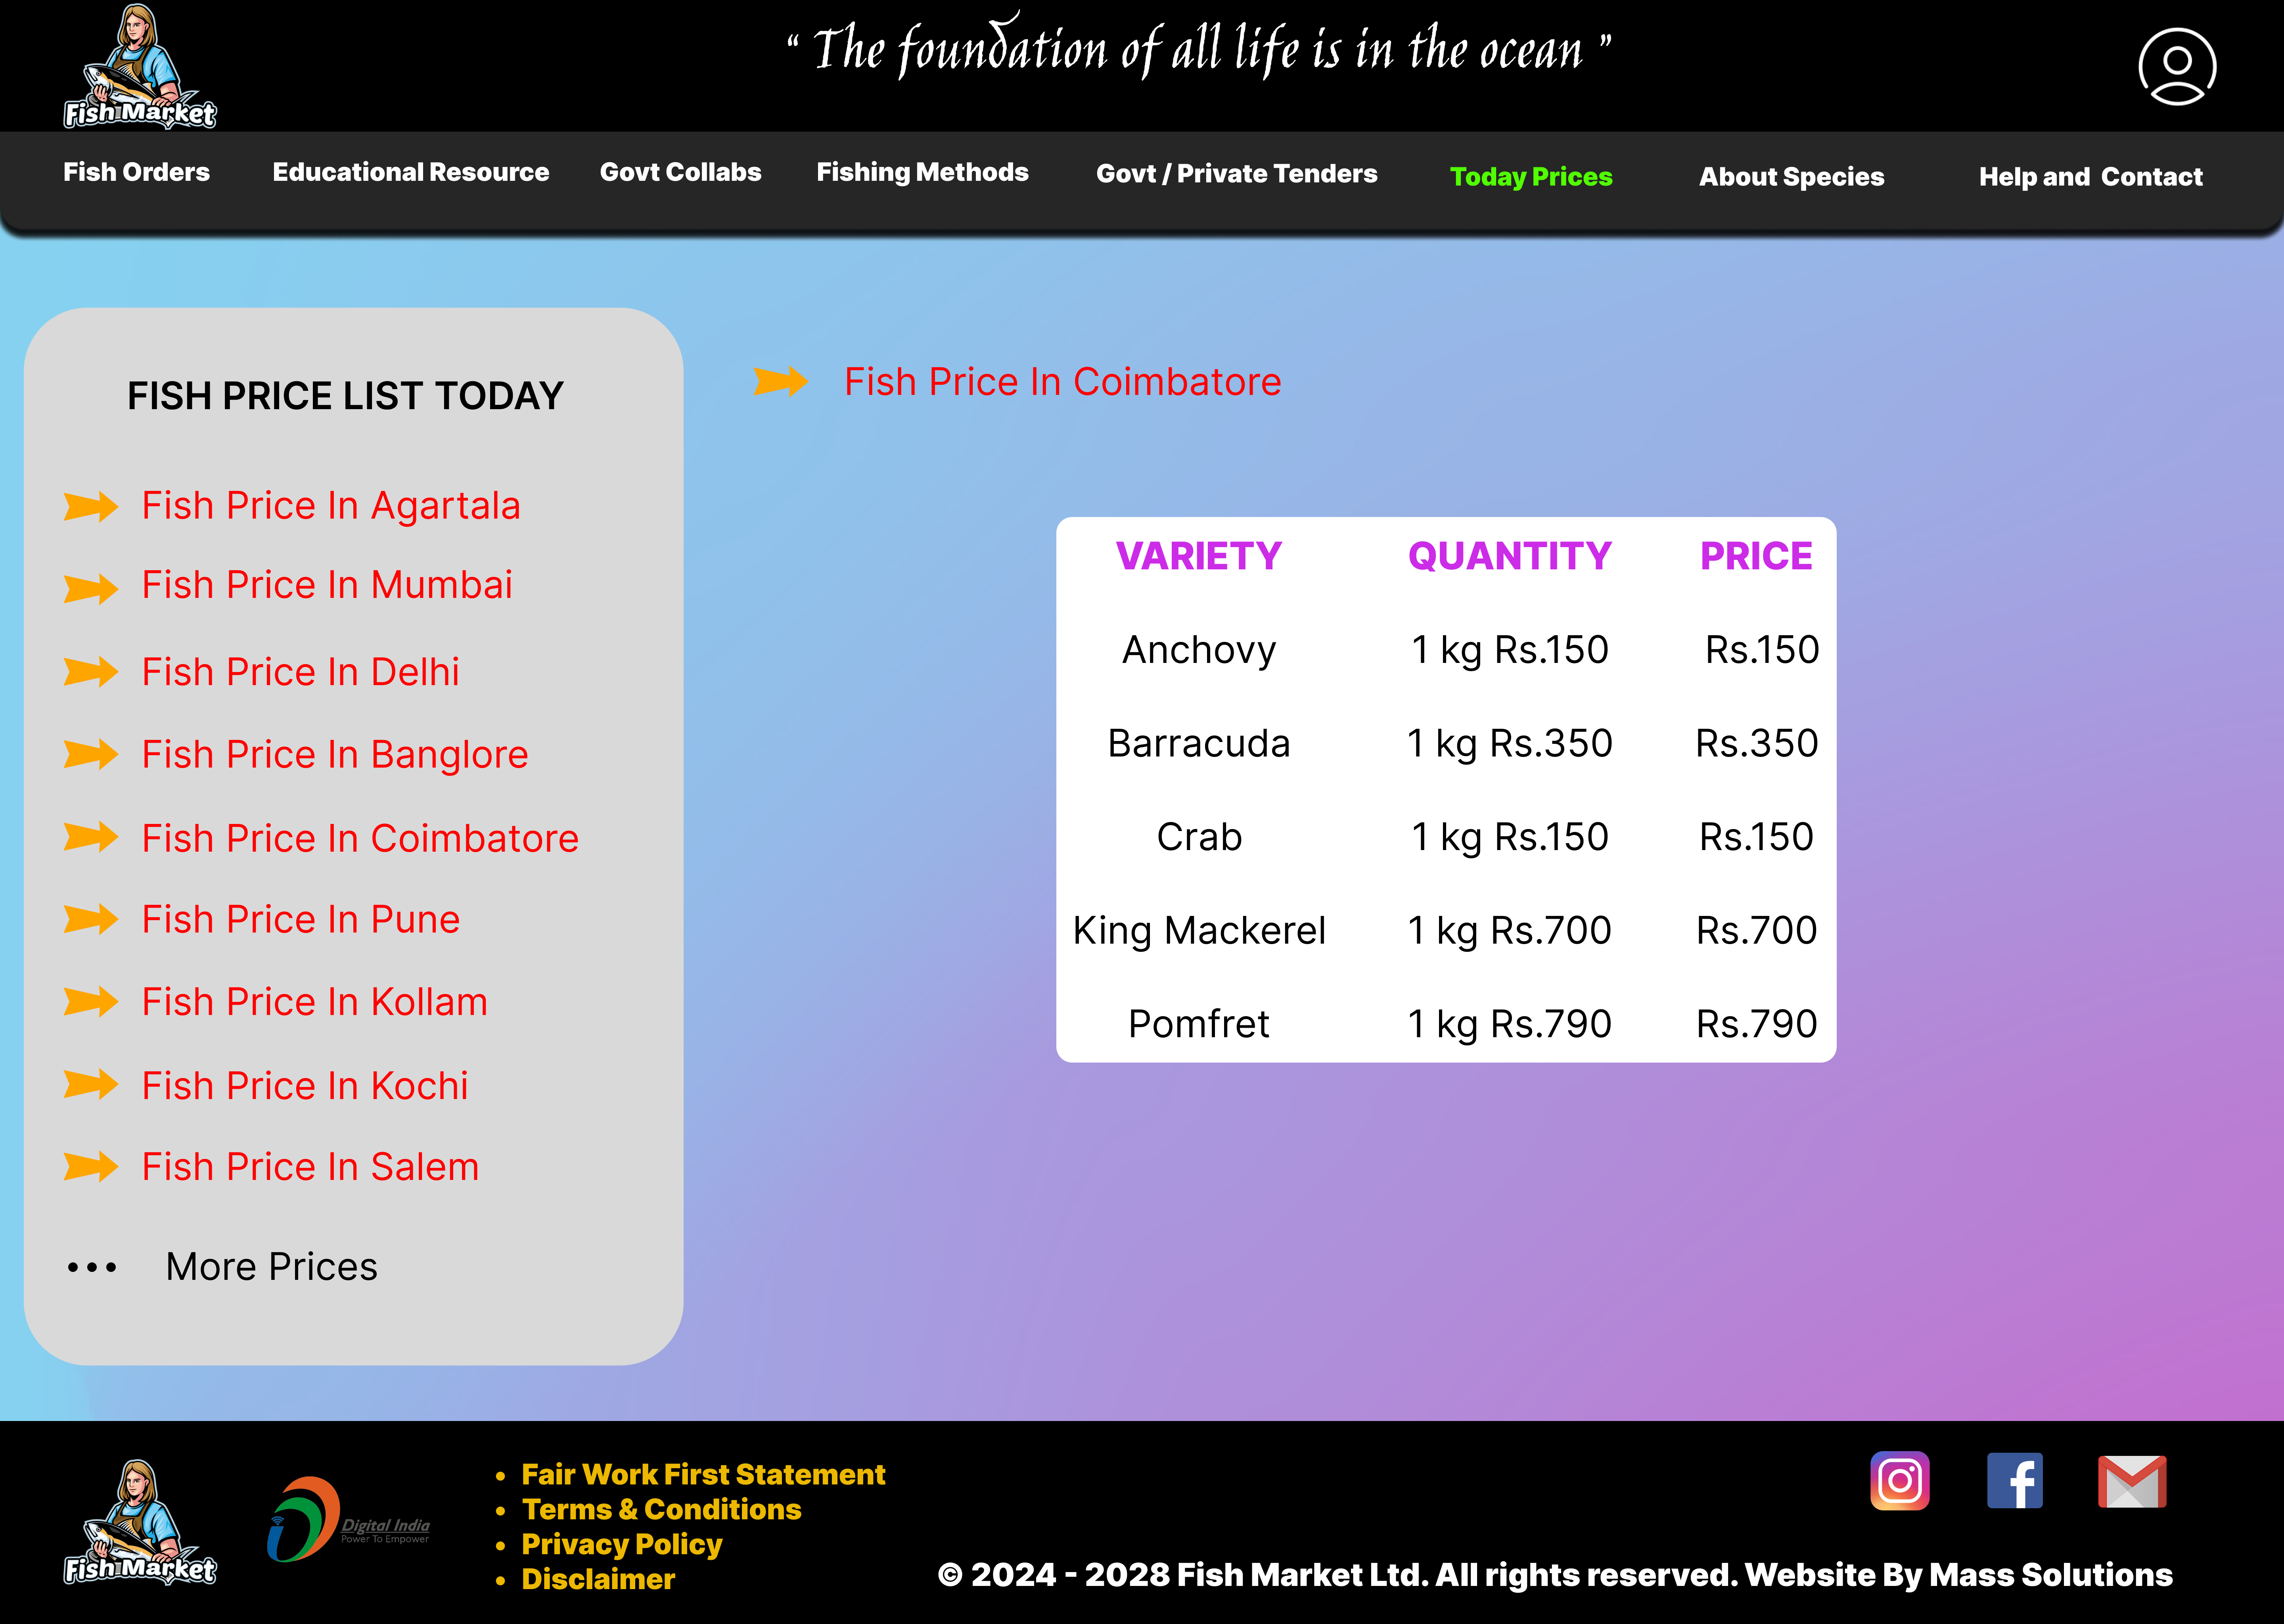 “ The foundation of all life is in the ocean ”
Fish Market
Fish Orders Educational Resource Govt Collabs Fishing Methods Govt / Private Tenders Today Prices About Species Help and Contact
FISH PRICE LIST TODAY
Fish Price In Agartala
Fish Price In Mumbai
Fish Price In Delhi
Fish Price In Banglore
Fish Price In Coimbatore
Fish Price In Pune
Fish Price In Kollam
Fish Price In Kochi
Fish Price In Salem
••• More Prices
Fish Price In Coimbatore
VARIETY QUANTITY PRICE
Anchovy 1 kg Rs.150 Rs.150
Barracuda 1 kg Rs.350 Rs.350
Crab 1 kg Rs.150 Rs.150
King Mackerel 1 kg Rs.700 Rs.700
Pomfret 1 kg Rs.790 Rs.790
Fish Market
Digital India
Power To Empower
• Fair Work First Statement
• Terms & Conditions
• Privacy Policy
• Disclaimer
© 2024 - 2028 Fish Market Ltd. All rights reserved. Website By Mass Solutions